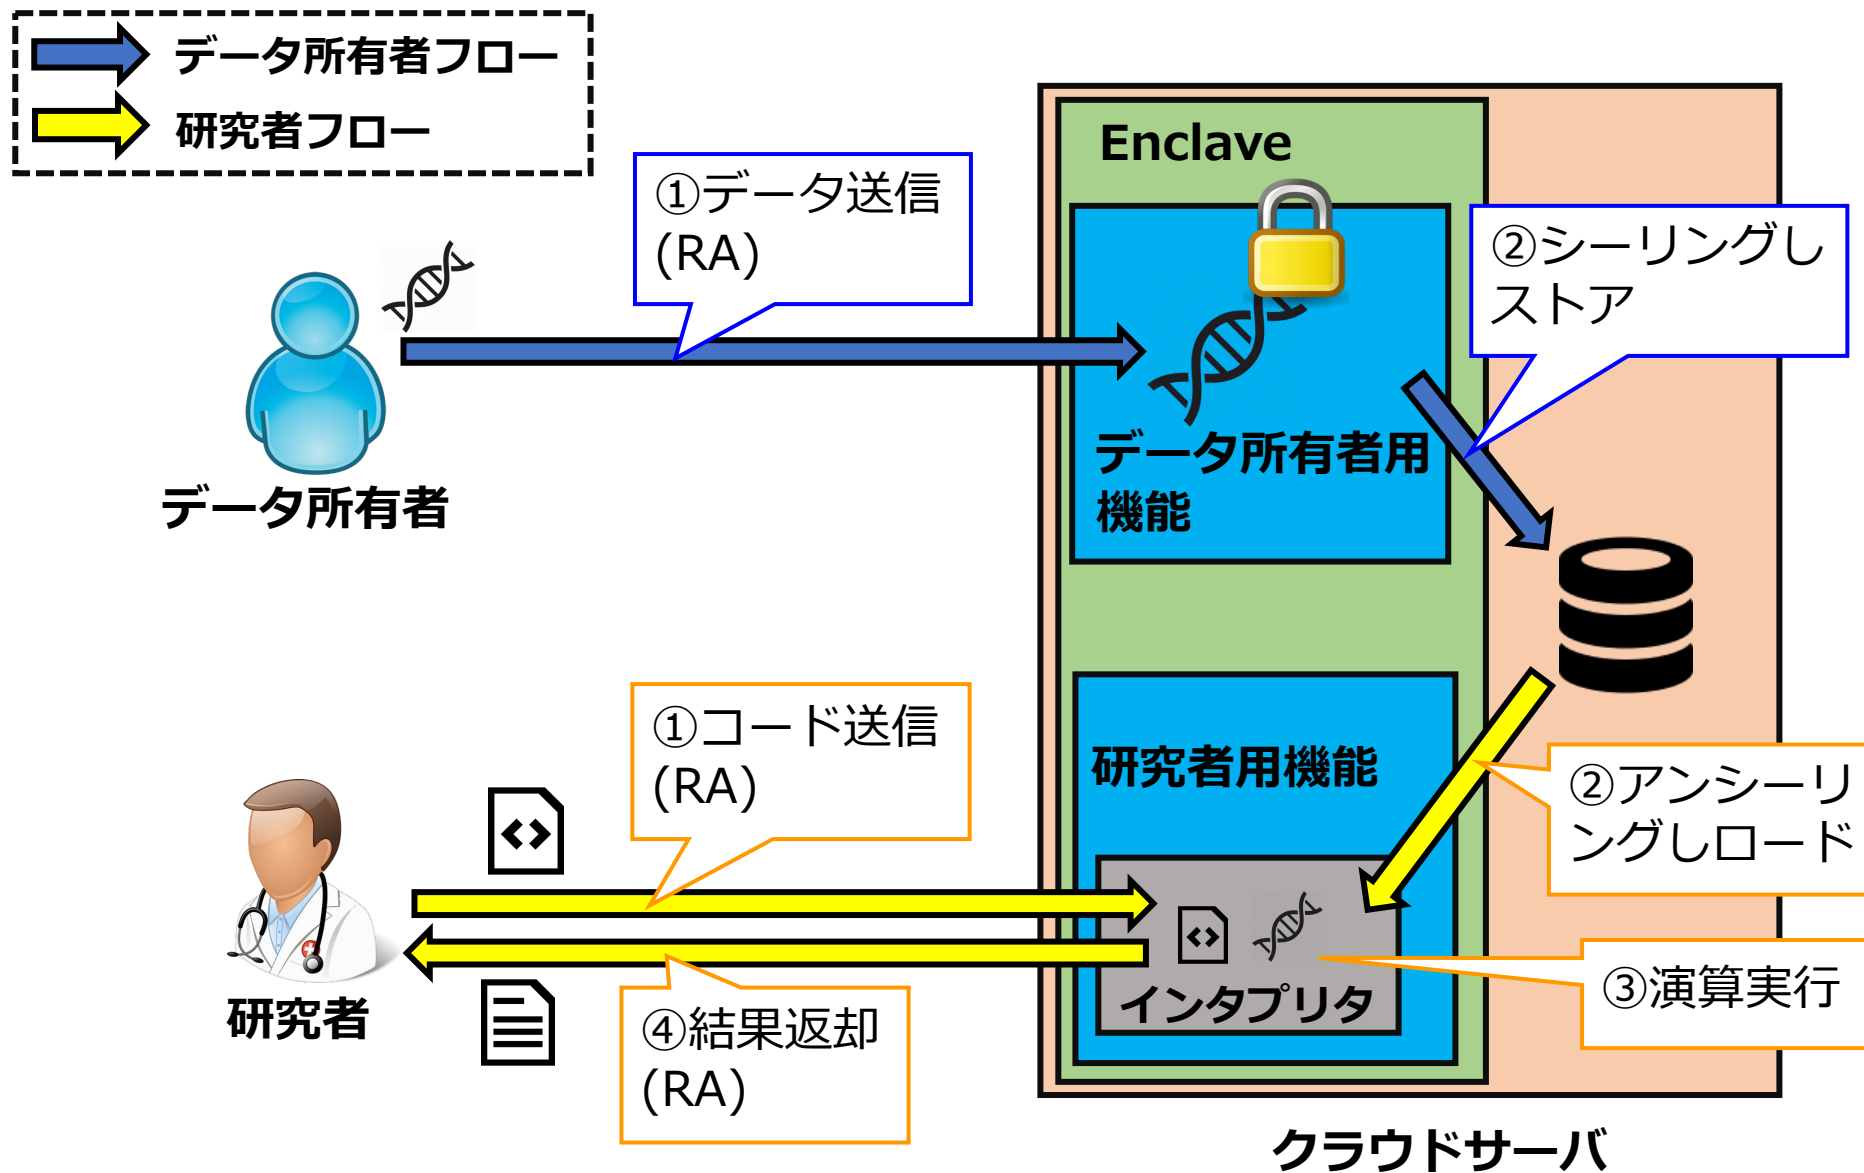 データ所有者フロー
研究者フロー
Enclave
①データ送信
(RA)
②シーリングし
ストア
データ所有者用
機能
データ所有者
①コード送信
(RA)
研究者用機能
②アンシーリ
ングしロード
③演算実行
インタプリタ
研究者
④結果返却
(RA)
クラウドサーバ